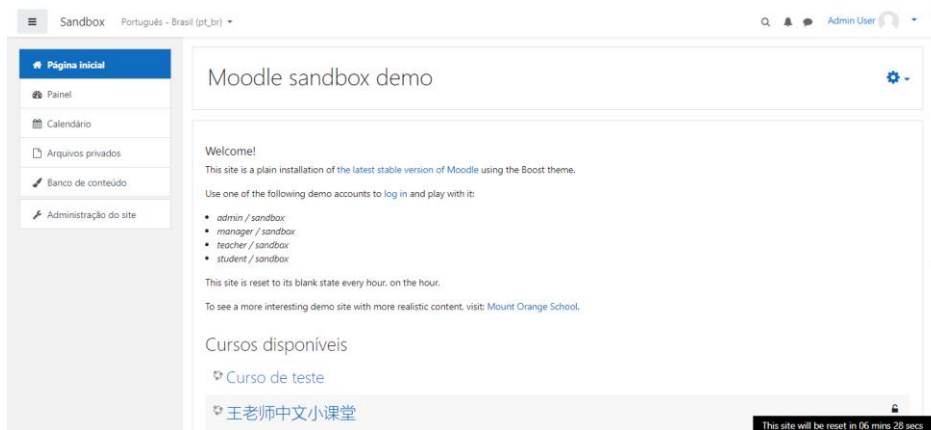 Sandbox Português - Brasil (pt_br)
Admin User
Página inicial
Painel
Calendário
Arquivos privados
Banco de conteúdo
Administração do site
Moodle sandbox demo
Welcome!
This site is a plain installation of the latest stable version of Moodle using the Boost theme.
Use one of the following demo accounts to log in and play with it:
admin / sandbox
manager / sandbox
teacher / sandbox
student / sandbox
This site is reset to its blank state every hour, on the hour.
To see a more interesting demo site with more realistic content, visit: Mount Orange School.
Cursos disponíveis
Curso de teste
王老师中文小课堂
This site will be reset in 06 mins 28 secs